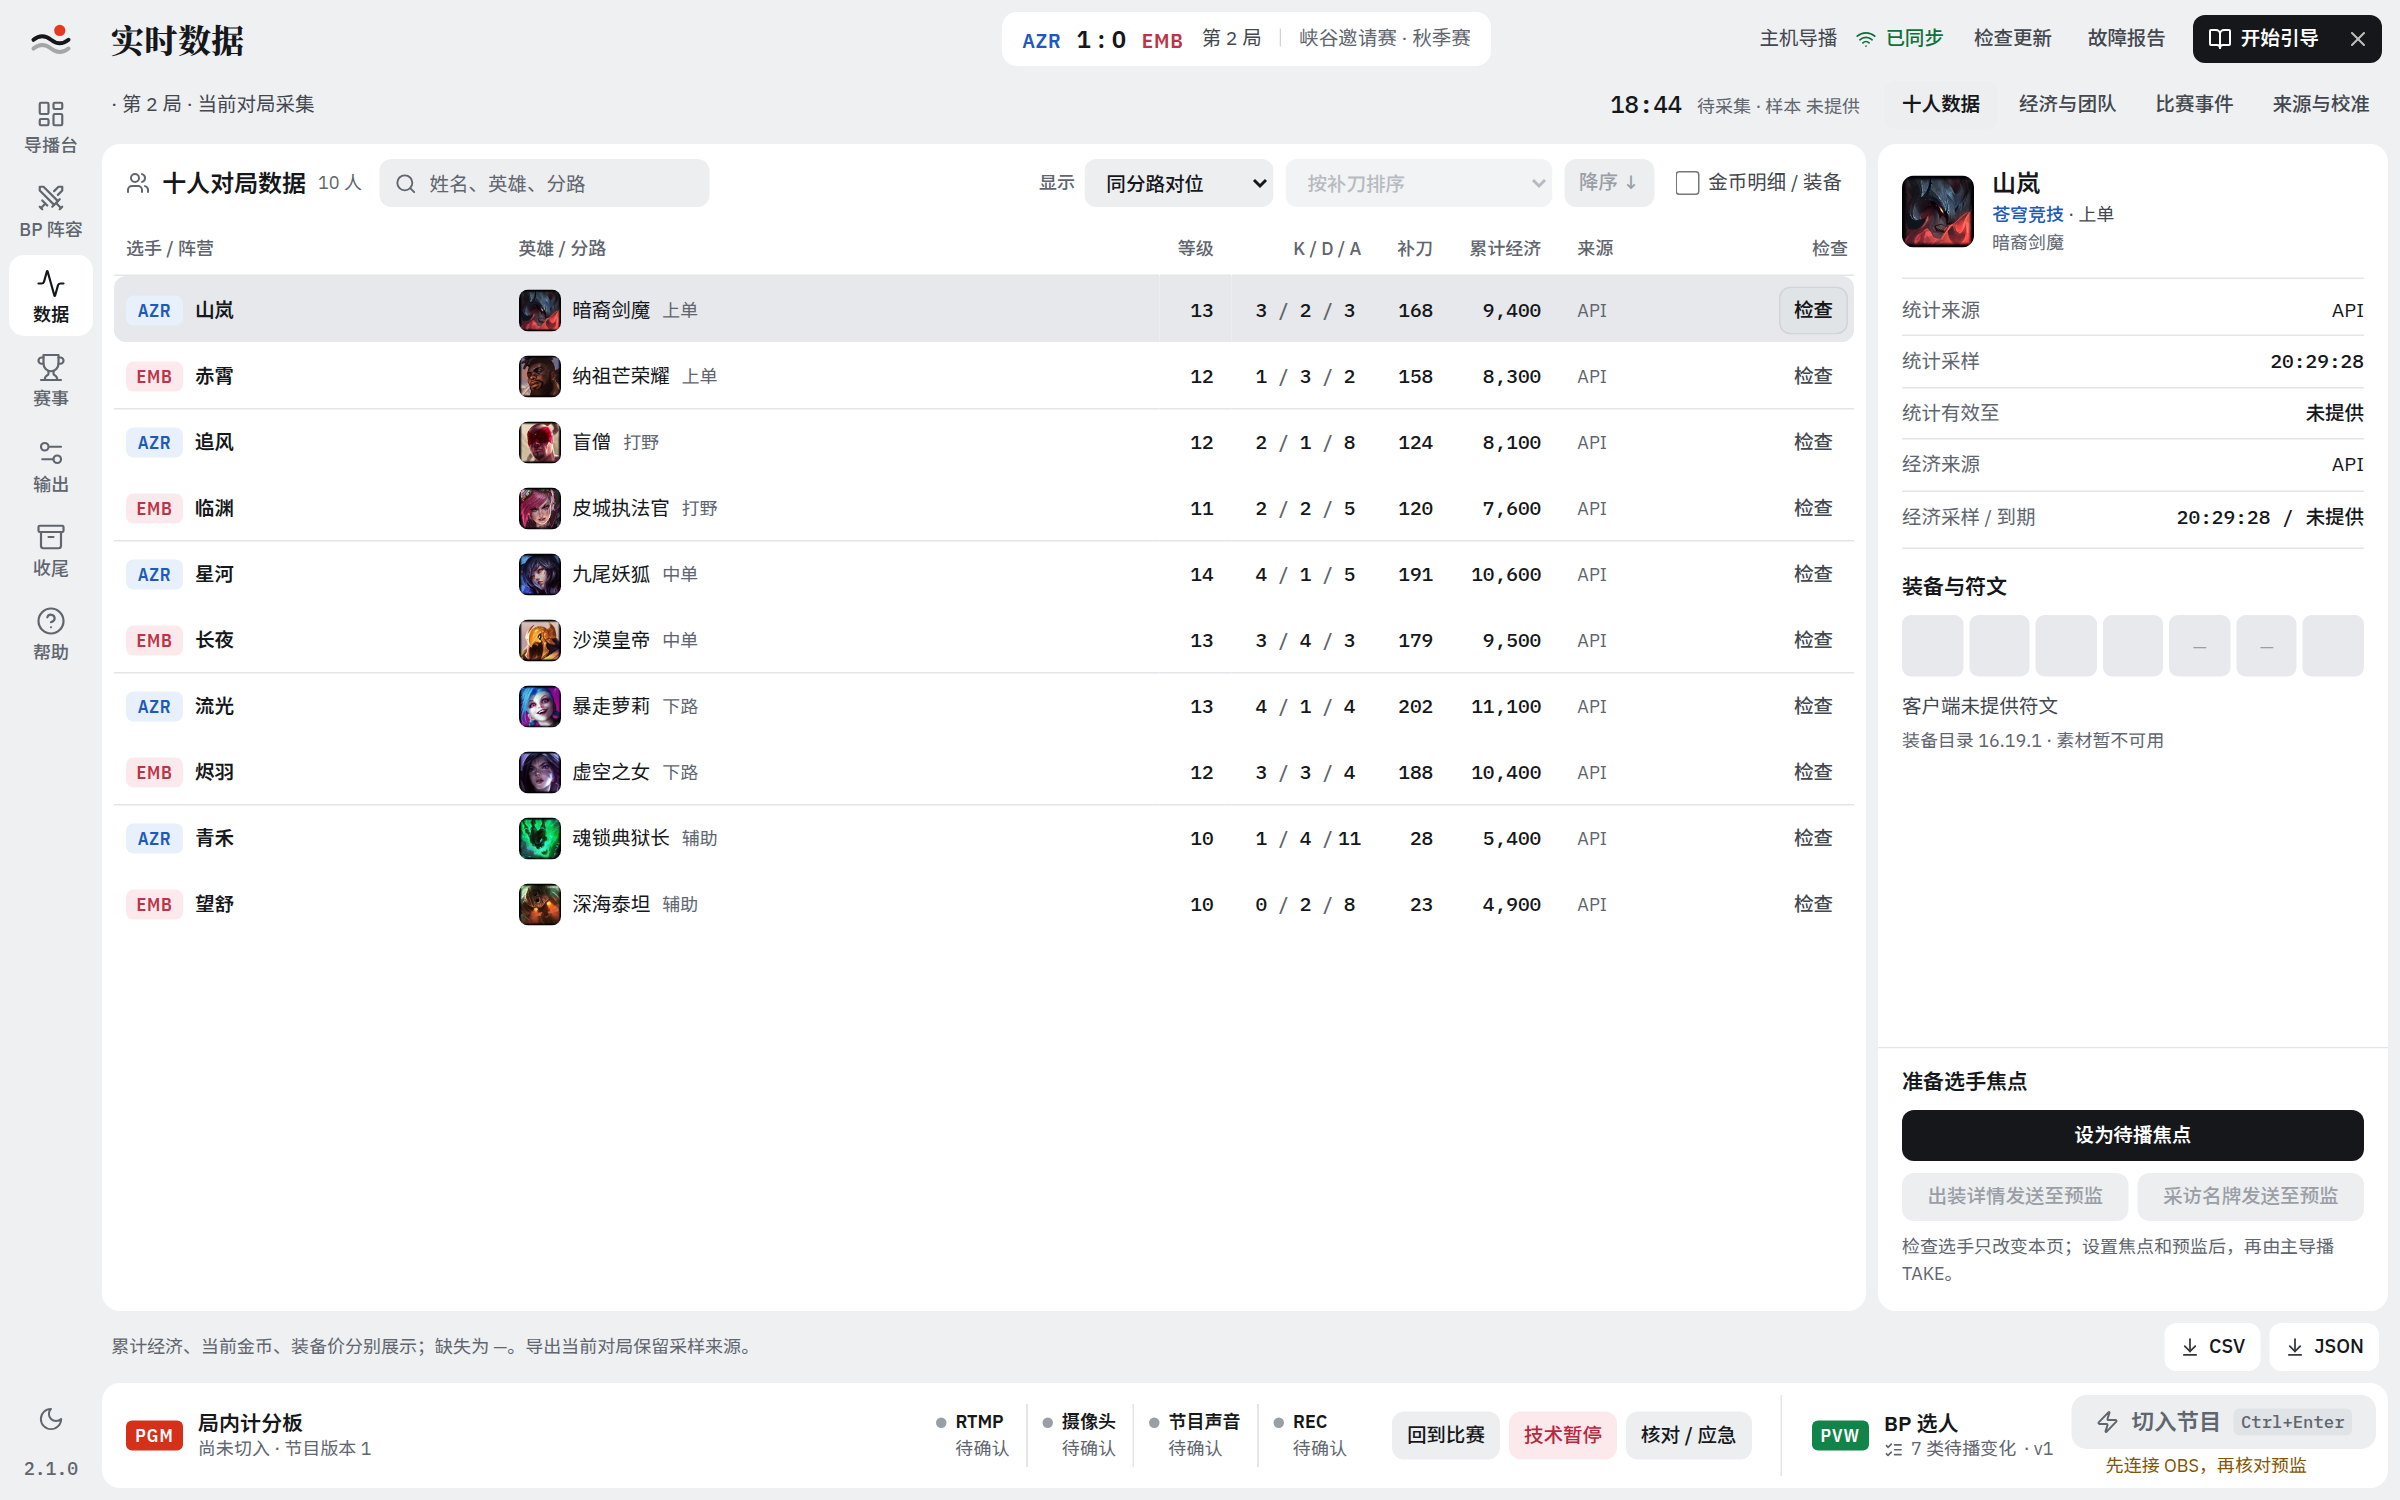 实时数据
AZR 1 : 0 EMB 第 2 局 峡谷邀请赛 · 秋季赛
主机导播 已同步 检查更新 故障报告 开始引导
· 第 2 局 · 当前对局采集
18:44 待采集 · 样本 未提供 十人数据 经济与团队 比赛事件 来源与校准
导播台
BP 阵容
数据
赛事
输出
收尾
帮助
2.1.0
十人对局数据 10 人 姓名、英雄、分路 显示 同分路对位 按补刀排序 降序 ↓ 金币明细 / 装备
选手 / 阵营 英雄 / 分路 等级 K / D / A 补刀 累计经济 来源 检查
AZR 山岚 暗裔剑魔 上单 13 3 / 2 / 3 168 9,400 API 检查
EMB 赤霄 纳祖芒荣耀 上单 12 1 / 3 / 2 158 8,300 API 检查
AZR 追风 盲僧 打野 12 2 / 1 / 8 124 8,100 API 检查
EMB 临渊 皮城执法官 打野 11 2 / 2 / 5 120 7,600 API 检查
AZR 星河 九尾妖狐 中单 14 4 / 1 / 5 191 10,600 API 检查
EMB 长夜 沙漠皇帝 中单 13 3 / 4 / 3 179 9,500 API 检查
AZR 流光 暴走萝莉 下路 13 4 / 1 / 4 202 11,100 API 检查
EMB 烬羽 虚空之女 下路 12 3 / 3 / 4 188 10,400 API 检查
AZR 青禾 魂锁典狱长 辅助 10 1 / 4 / 11 28 5,400 API 检查
EMB 望舒 深海泰坦 辅助 10 0 / 2 / 8 23 4,900 API 检查
山岚
苍穹竞技 · 上单
暗裔剑魔
统计来源 API
统计采样 20:29:28
统计有效至 未提供
经济来源 API
经济采样 / 到期 20:29:28 / 未提供
装备与符文
— —
客户端未提供符文
装备目录 16.19.1 · 素材暂不可用
准备选手焦点
设为待播焦点
出装详情发送至预监 采访名牌发送至预监
检查选手只改变本页；设置焦点和预监后，再由主导播
TAKE。
累计经济、当前金币、装备价分别展示；缺失为 —。导出当前对局保留采样来源。
CSV JSON
PGM 局内计分板
尚未切入 · 节目版本 1
RTMP 摄像头 节目声音 REC
待确认 待确认 待确认 待确认
回到比赛 技术暂停 核对 / 应急
PVW BP 选人
7 类待播变化 · v1
切入节目 Ctrl+Enter
先连接 OBS，再核对预监